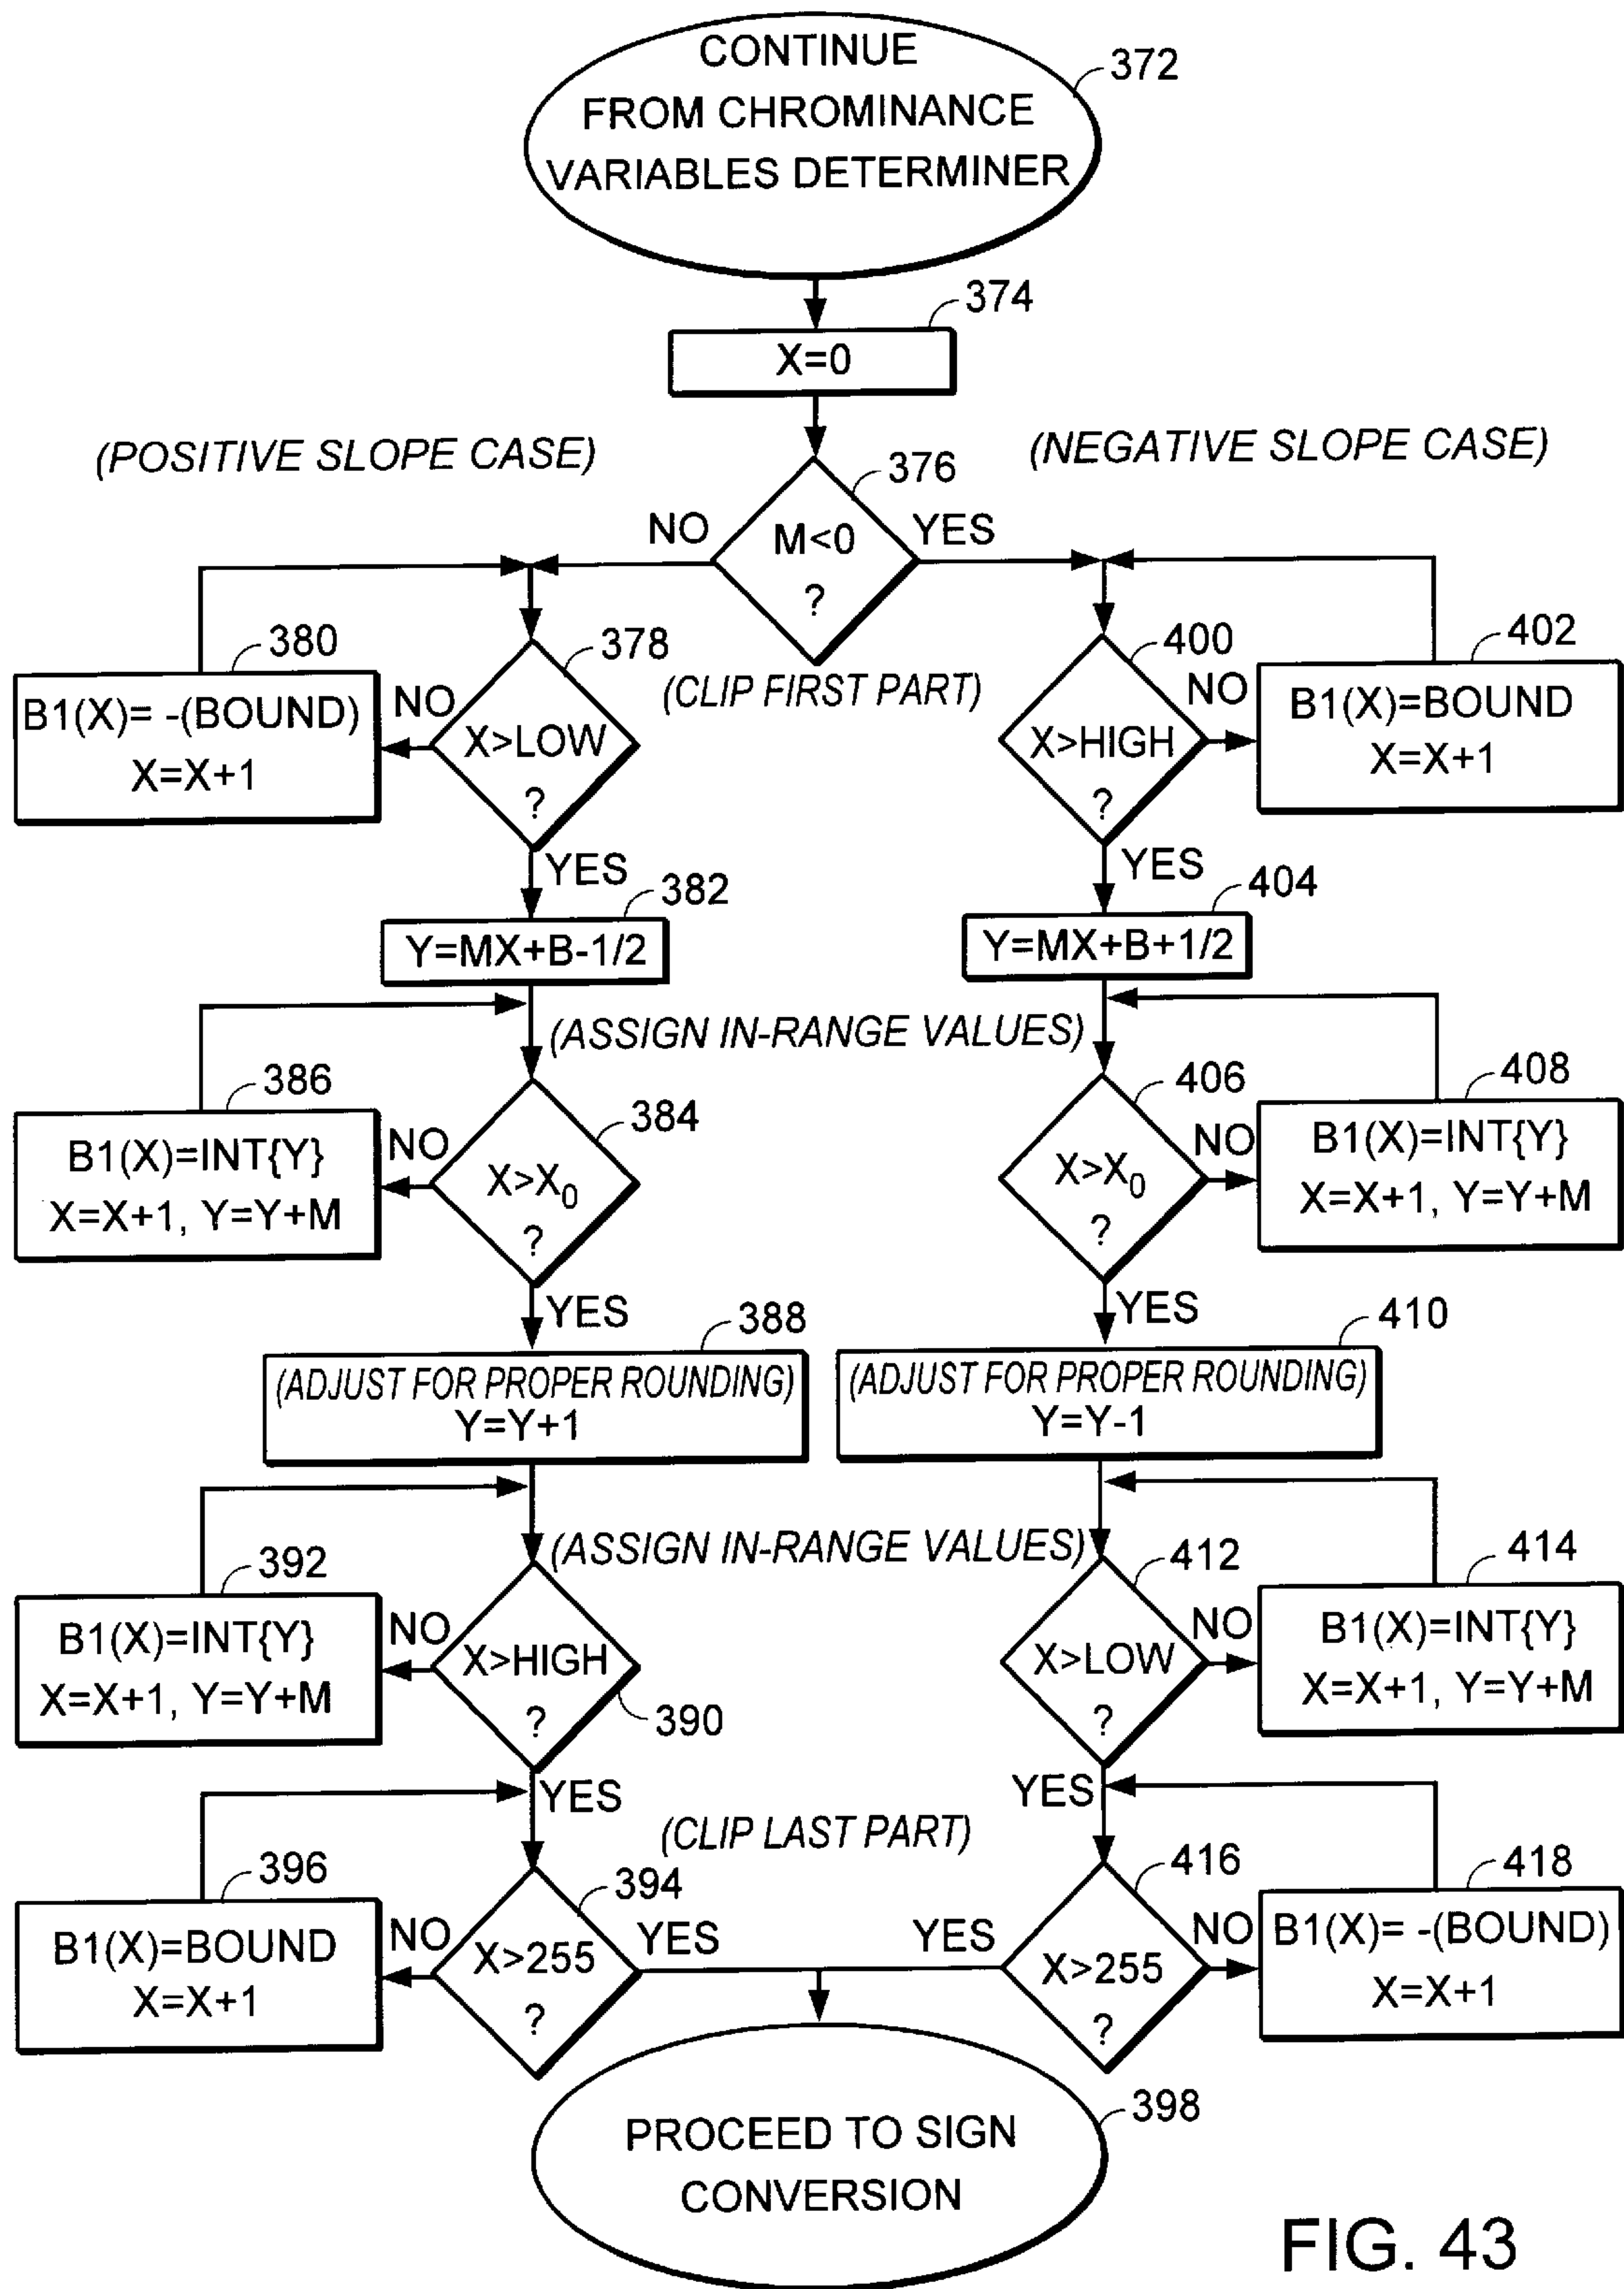 CONTINUE
FROM CHROMINANCE
VARIABLES DETERMINER
372
374
X=0
(POSITIVE SLOPE CASE)
(NEGATIVE SLOPE CASE)
376
NO
M<0
?
YES
380
B1(X)= -(BOUND)
X=X+1
NO
378
X>LOW
?
(CLIP FIRST PART)
400
X>HIGH
?
NO
402
B1(X)=BOUND
X=X+1
YES
382
Y=MX+B-1/2
YES
404
Y=MX+B+1/2
(ASSIGN IN-RANGE VALUES)
386
B1(X)=INT{Y}
X=X+1, Y=Y+M
NO
384
X>X₀
?
406
X>X₀
?
NO
408
B1(X)=INT{Y}
X=X+1, Y=Y+M
YES
388
(ADJUST FOR PROPER ROUNDING)
Y=Y+1
YES
410
(ADJUST FOR PROPER ROUNDING)
Y=Y-1
(ASSIGN IN-RANGE VALUES)
392
B1(X)=INT{Y}
X=X+1, Y=Y+M
NO
X>HIGH
?
390
412
X>LOW
?
NO
414
B1(X)=INT{Y}
X=X+1, Y=Y+M
YES
YES
(CLIP LAST PART)
396
B1(X)=BOUND
X=X+1
NO
394
X>255
?
YES
YES
416
X>255
?
NO
418
B1(X)= -(BOUND)
X=X+1
398
PROCEED TO SIGN
CONVERSION
FIG. 43